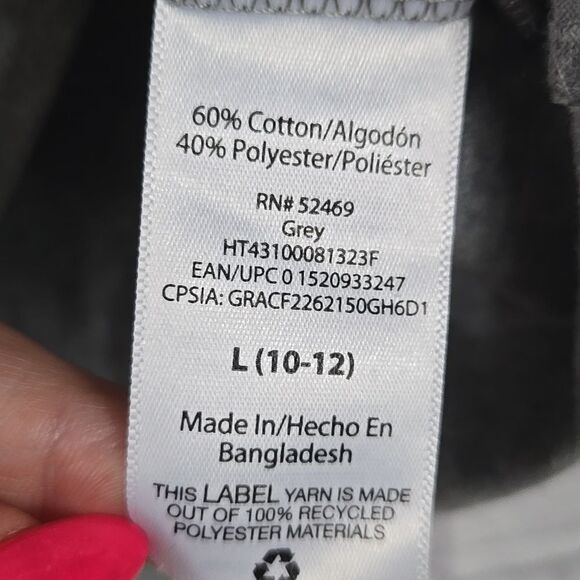 60% Cotton/Algodón
40% Polyester/Poliéster
RN# 52469
Grey
HT43100081323F
EAN/UPC 0 1520933247
CPSIA: GRACF2262150GH6D1
L (10-12)
Made In/Hecho En
Bangladesh
THIS LABEL YARN IS MADE
OUT OF 100% RECYCLED
POLYESTER MATERIALS